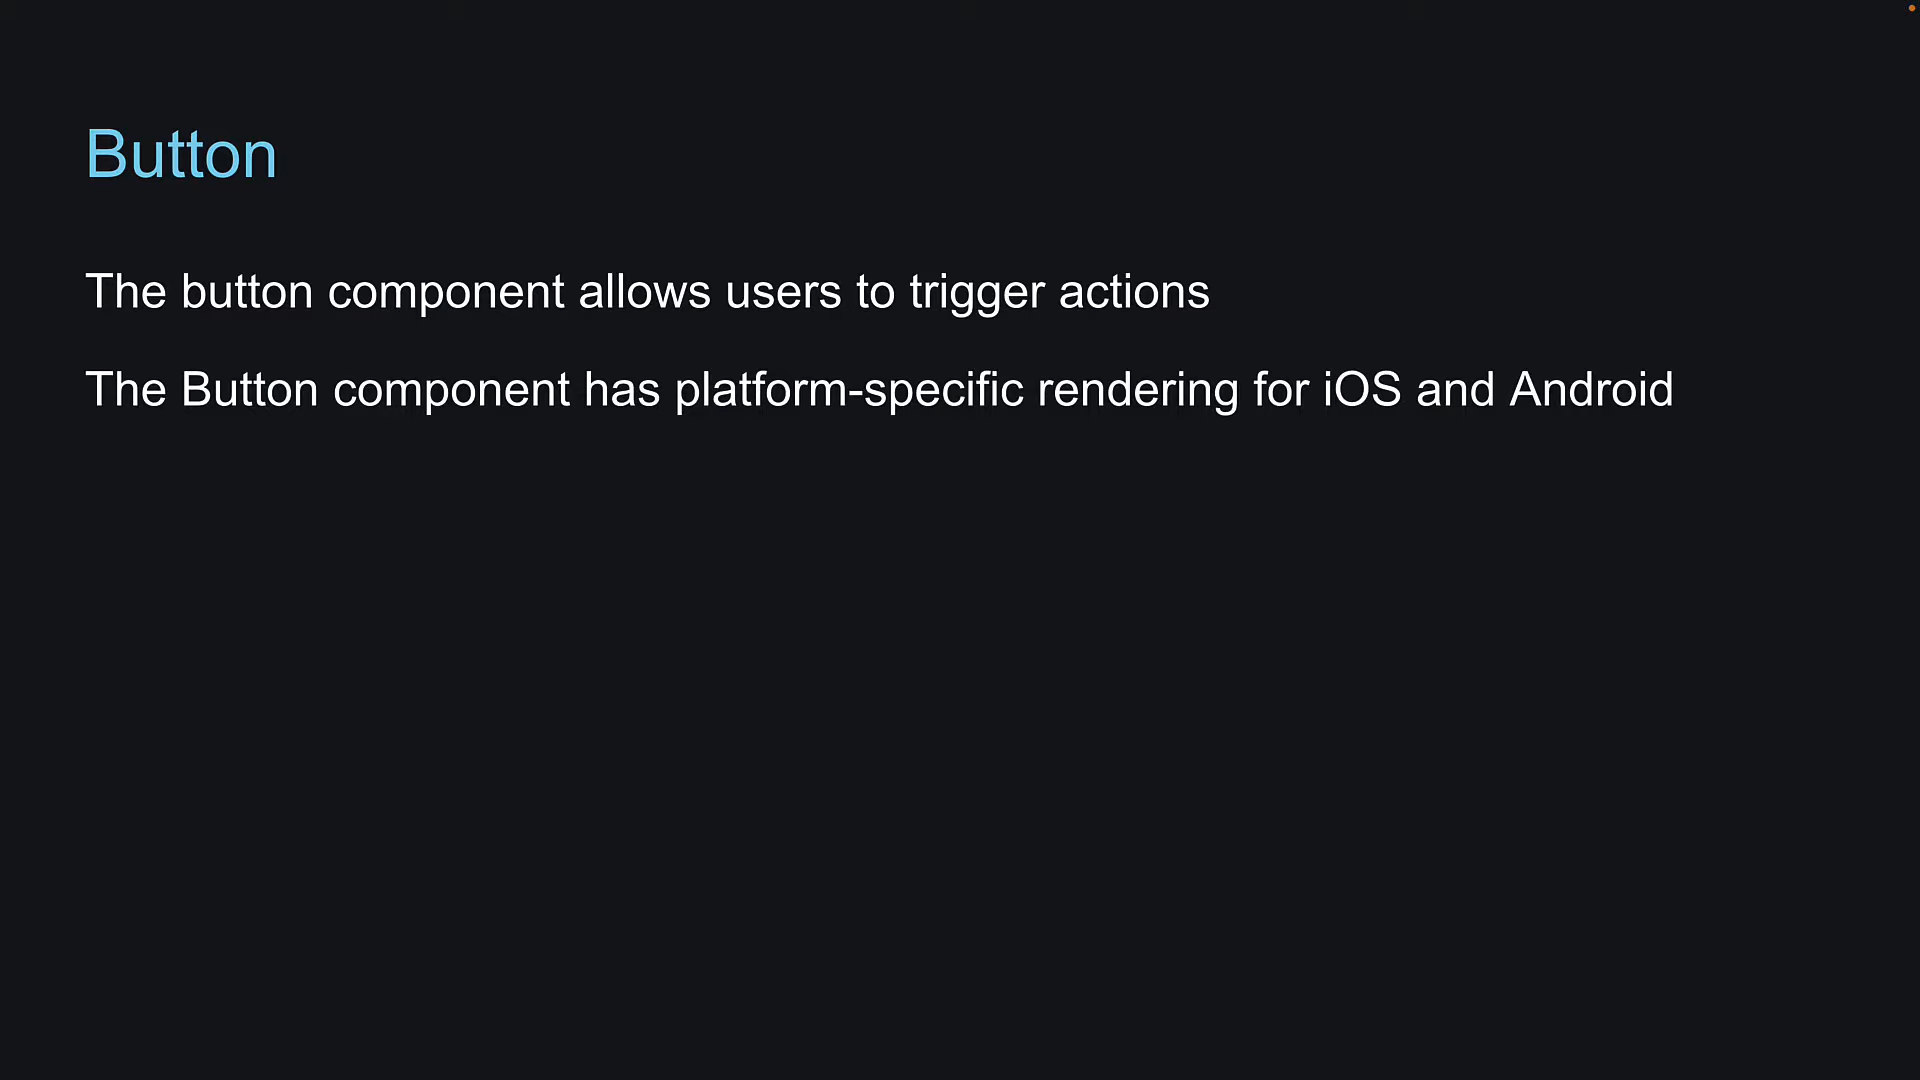 Button
The button component allows users to trigger actions
The Button component has platform-specific rendering for iOS and Android